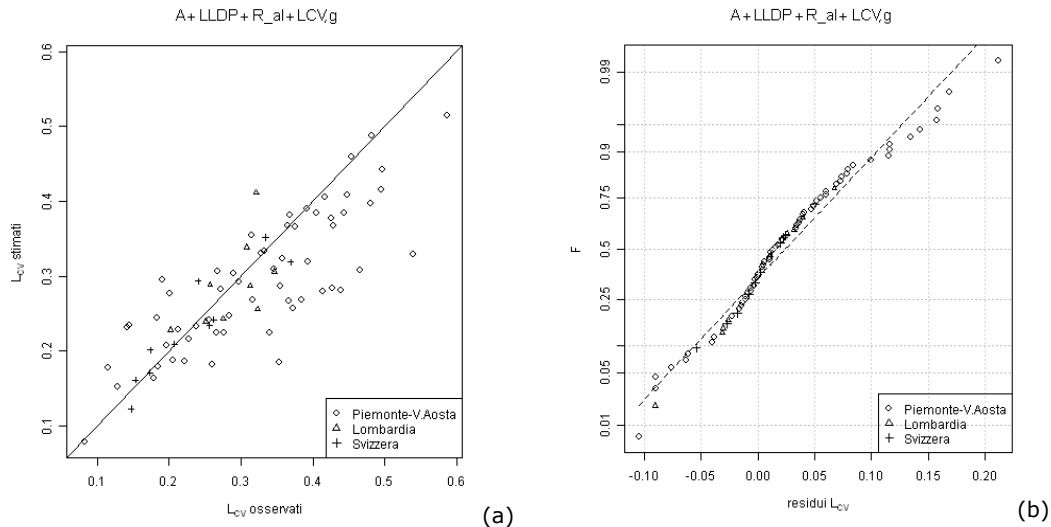 A + LLDP + R_al + LCV,g
L_CV stimati
0.6
0.5
0.4
0.3
0.2
0.1
0.1 0.2 0.3 0.4 0.5 0.6
L_CV osservati
Piemonte-V.Aosta
Lombardia
Svizzera
(a)
A + LLDP + R_al + LCV,g
F
0.99
0.9
0.75
0.5
0.25
0.05
0.01
-0.10 -0.05 0.00 0.05 0.10 0.15 0.20
residui L_CV
Piemonte-V.Aosta
Lombardia
Svizzera
(b)